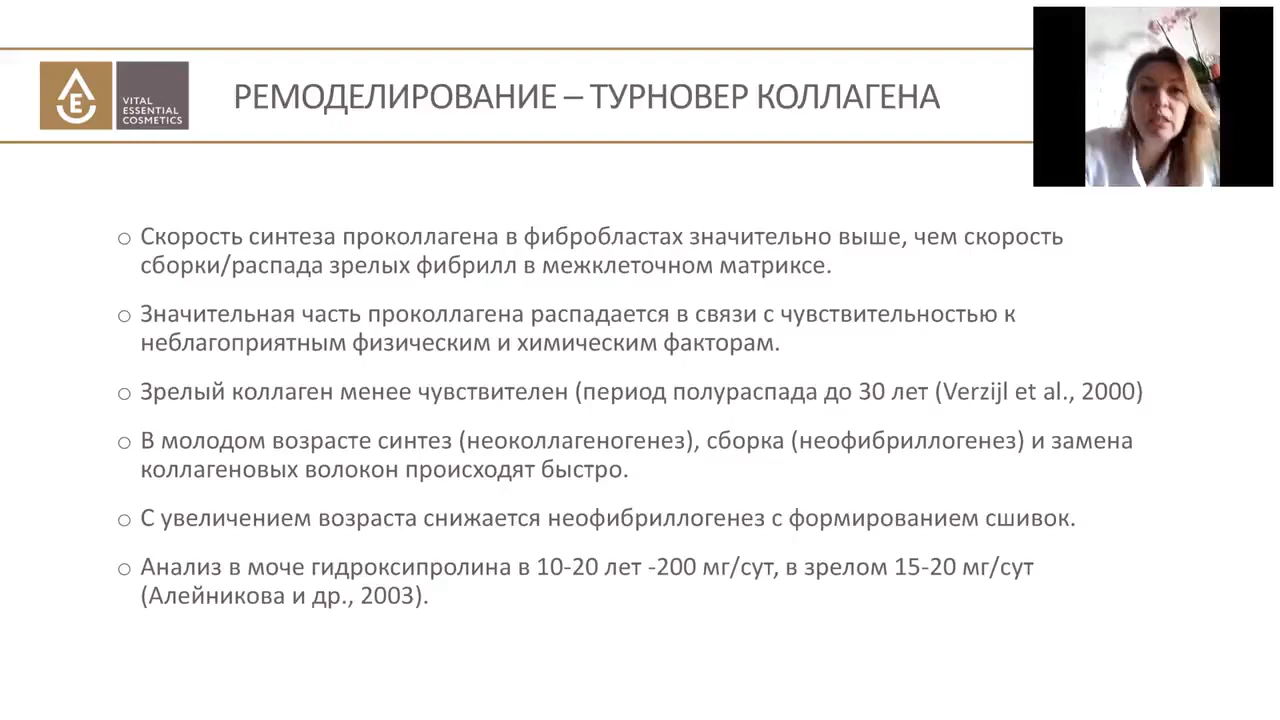 VITAL
ESSENTIAL
COSMETICS
РЕМОДЕЛИРОВАНИЕ – ТУРНОВЕР КОЛЛАГЕНА
○ Скорость синтеза проколлагена в фибробластах значительно выше, чем скорость
сборки/распада зрелых фибрилл в межклеточном матриксе.
○ Значительная часть проколлагена распадается в связи с чувствительностью к
неблагоприятным физическим и химическим факторам.
○ Зрелый коллаген менее чувствителен (период полураспада до 30 лет (Verzijl et al., 2000)
○ В молодом возрасте синтез (неоколлагеногенез), сборка (неофибриллогенез) и замена
коллагеновых волокон происходят быстро.
○ С увеличением возраста снижается неофибриллогенез с формированием сшивок.
○ Анализ в моче гидроксипролина в 10-20 лет -200 мг/сут, в зрелом 15-20 мг/сут
(Алейникова и др., 2003).